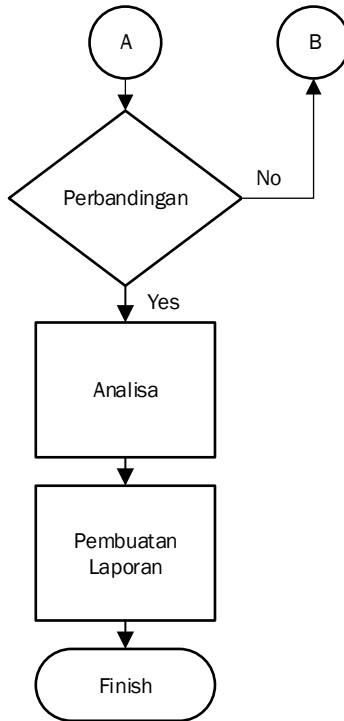 A
B
Perbandingan
No
Yes
Analisa
Pembuatan
Laporan
Finish